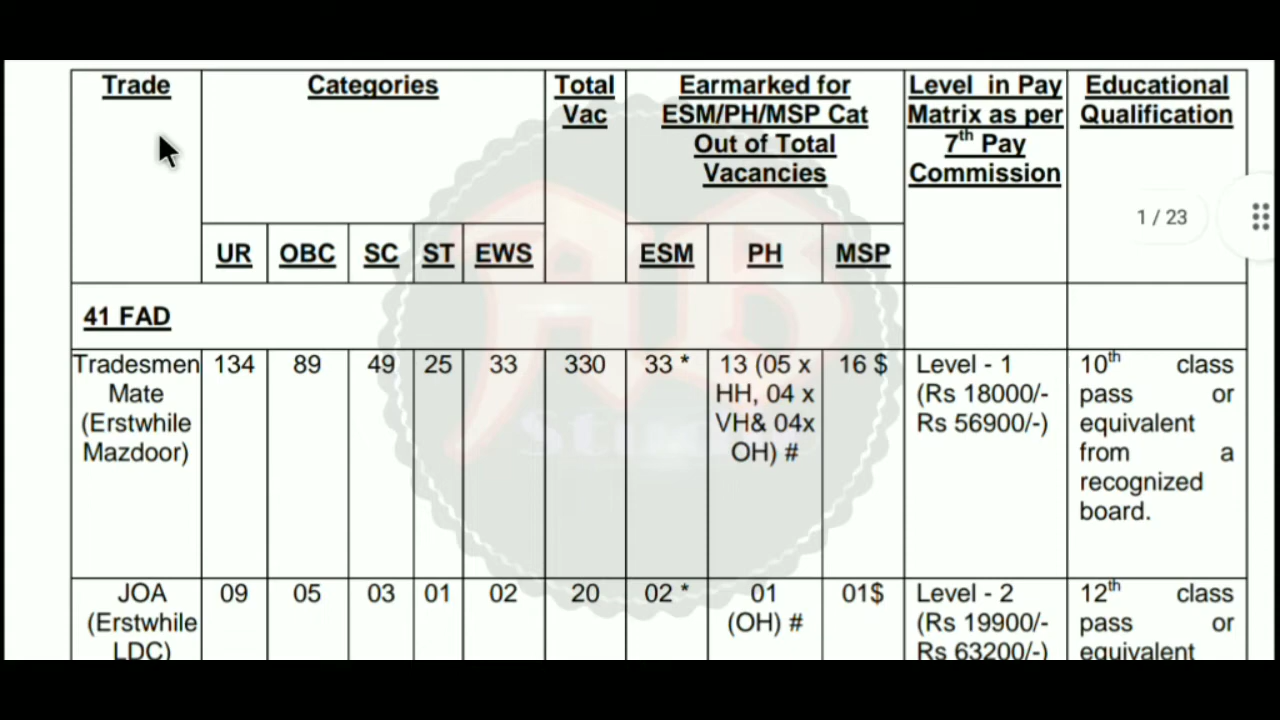 Trade
Categories
Total
Vac
Earmarked for
ESM/PH/MSP Cat
Out of Total
Vacancies
Level in Pay
Matrix as per
7th Pay
Commission
Educational
Qualification
1 / 23
UR
OBC
SC
ST
EWS
ESM
PH
MSP
41 FAD
Tradesmen
Mate
(Erstwhile
Mazdoor)
134
89
49
25
33
330
33 *
13 (05 x
HH, 04 x
VH& 04x
OH) #
16 $
Level - 1
(Rs 18000/-
Rs 56900/-)
10th class
pass or
equivalent
from a
recognized
board.
JOA
(Erstwhile
LDC)
09
05
03
01
02
20
02 *
01
(OH) #
01$
Level - 2
(Rs 19900/-
Rs 63200/-)
12th class
pass or
equivalent